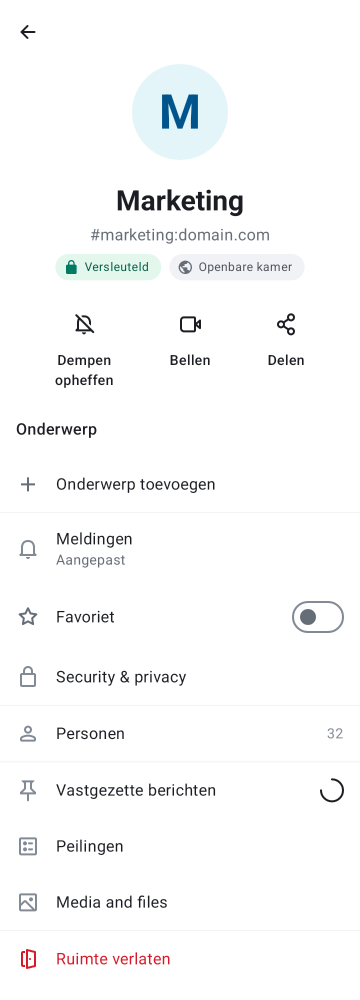 M
Marketing
#marketing:domain.com
Versleuteld
Openbare kamer
Dempen
opheffen
Bellen
Delen
Onderwerp
Onderwerp toevoegen
Meldingen
Aangepast
Favoriet
Security & privacy
Personen 32
Vastgezette berichten
Peilingen
Media and files
Ruimte verlaten